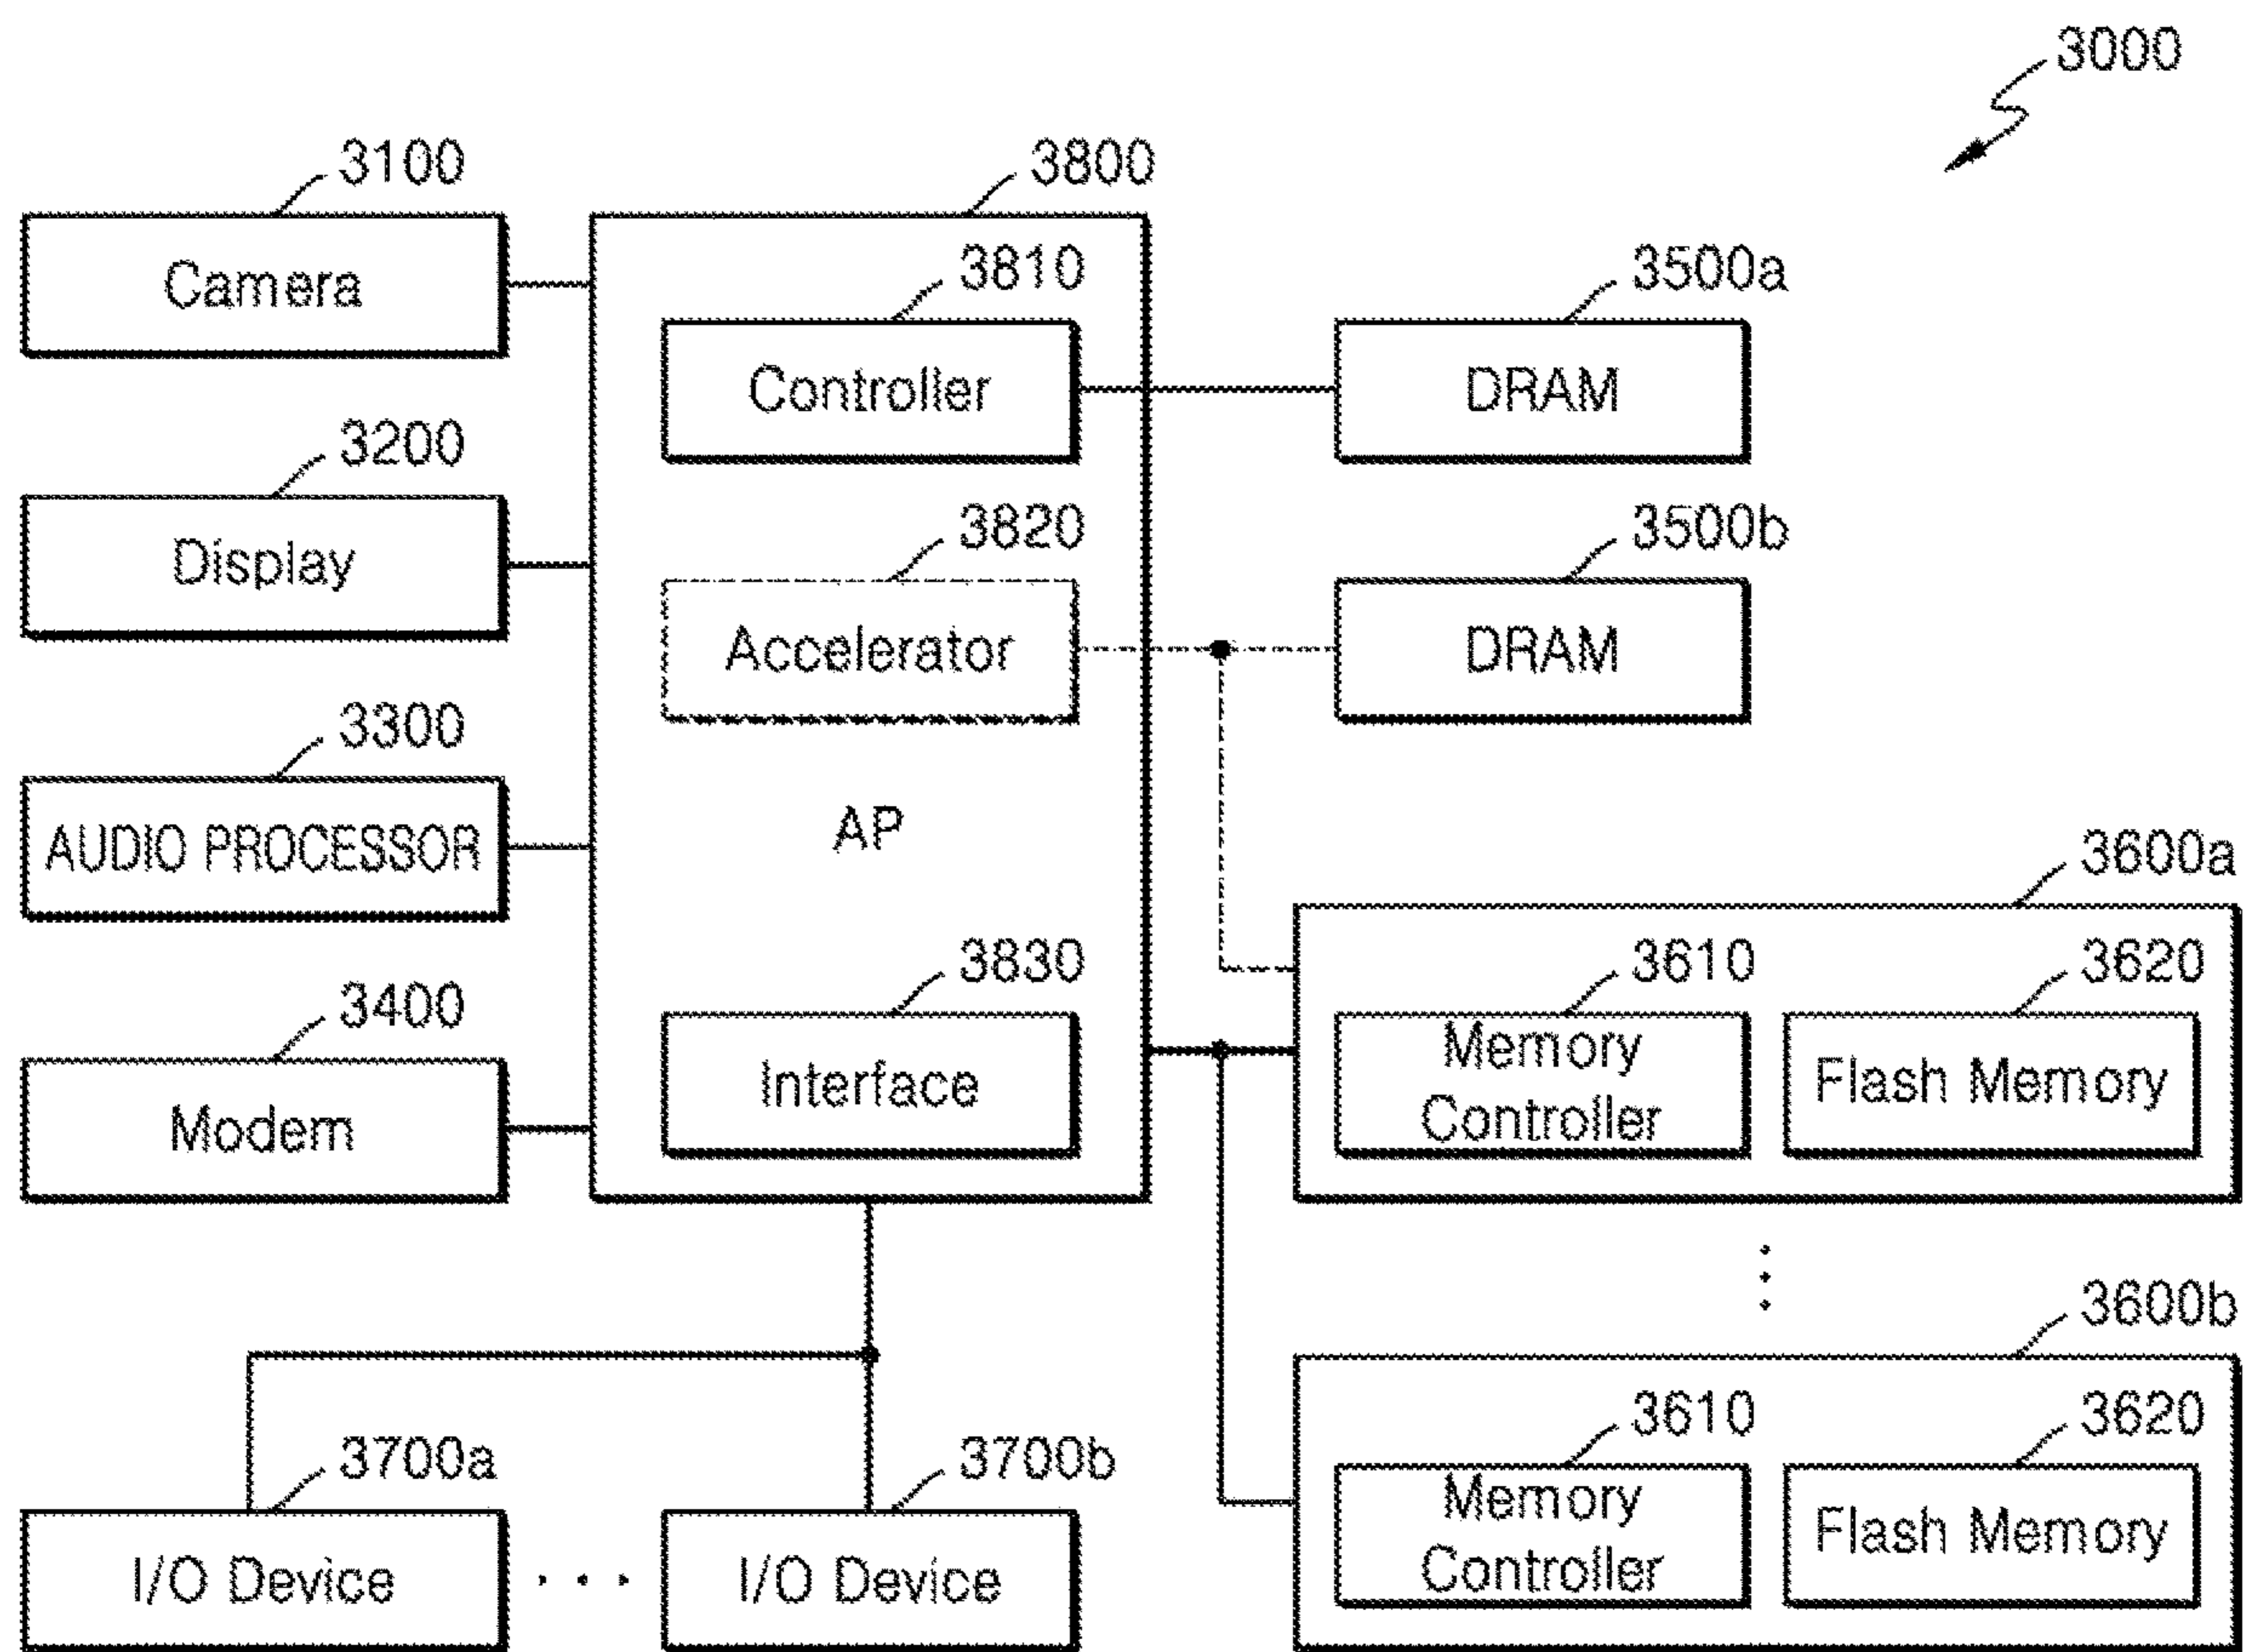 3000
3100
3800
Camera
3810
3500a
Controller
DRAM
3200
Display
3820
3500b
Accelerator
DRAM
3300
AUDIO PROCESSOR
AP
3600a
3400
Modem
3830
3610
3620
Interface
Memory
Controller
Flash Memory
3600b
3700a
3700b
3610
3620
I/O Device
. . .
I/O Device
Memory
Controller
Flash Memory